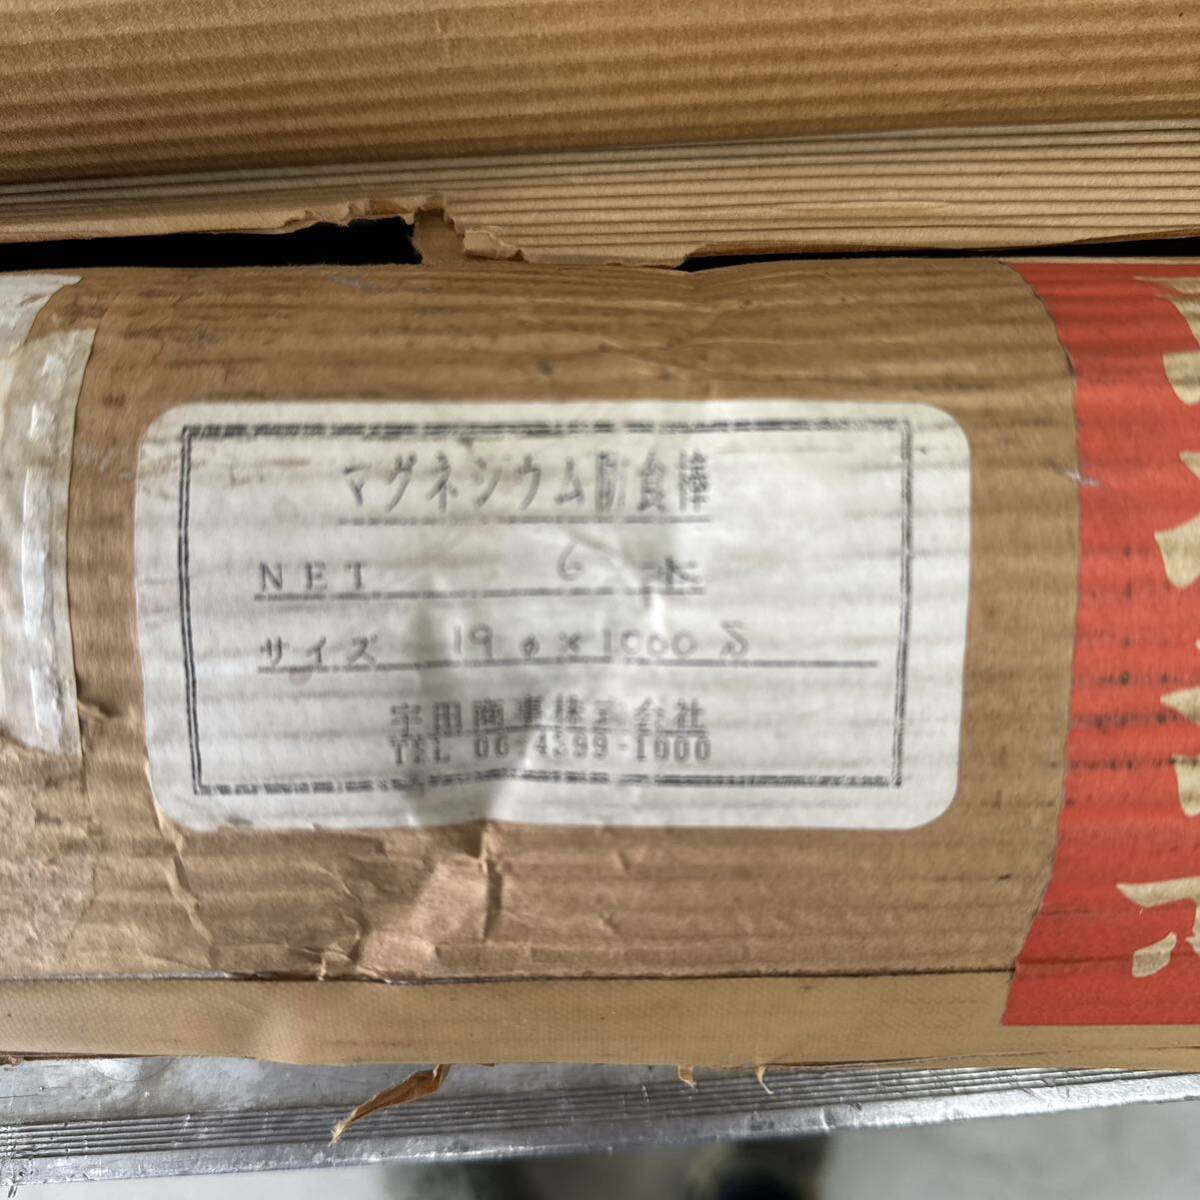 マグネシウム防食棒
NET 6 本
サイズ 19φ×1000ℓ
宇田商事株式会社
TEL 06-4399-1000